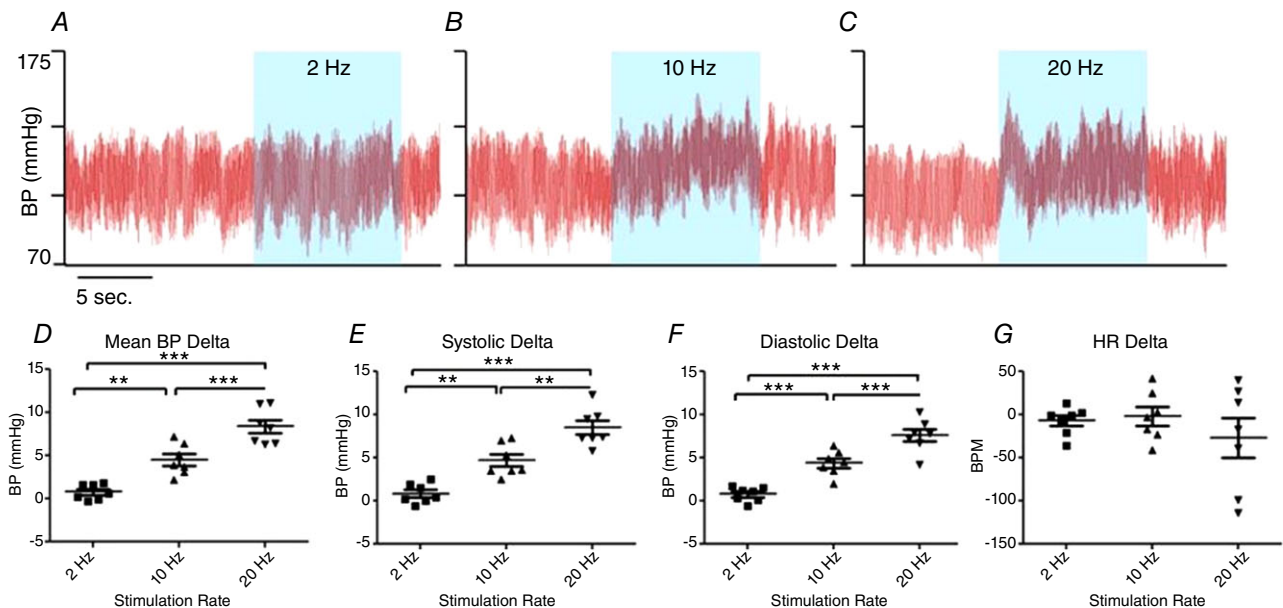 A
B
C
175
2 Hz
10 Hz
20 Hz
BP (mmHg)
70
5 sec.
D
Mean BP Delta
E
Systolic Delta
F
Diastolic Delta
G
HR Delta
15
***
**
***
10
5
0
-5
BP (mmHg)
2 Hz
10 Hz
20 Hz
Stimulation Rate
15
***
**
**
10
5
0
-5
BP (mmHg)
2 Hz
10 Hz
20 Hz
Stimulation Rate
15
***
***
***
10
5
0
-5
BP (mmHg)
2 Hz
10 Hz
20 Hz
Stimulation Rate
50
0
-50
-100
-150
BPM
2 Hz
10 Hz
20 Hz
Stimulation Rate